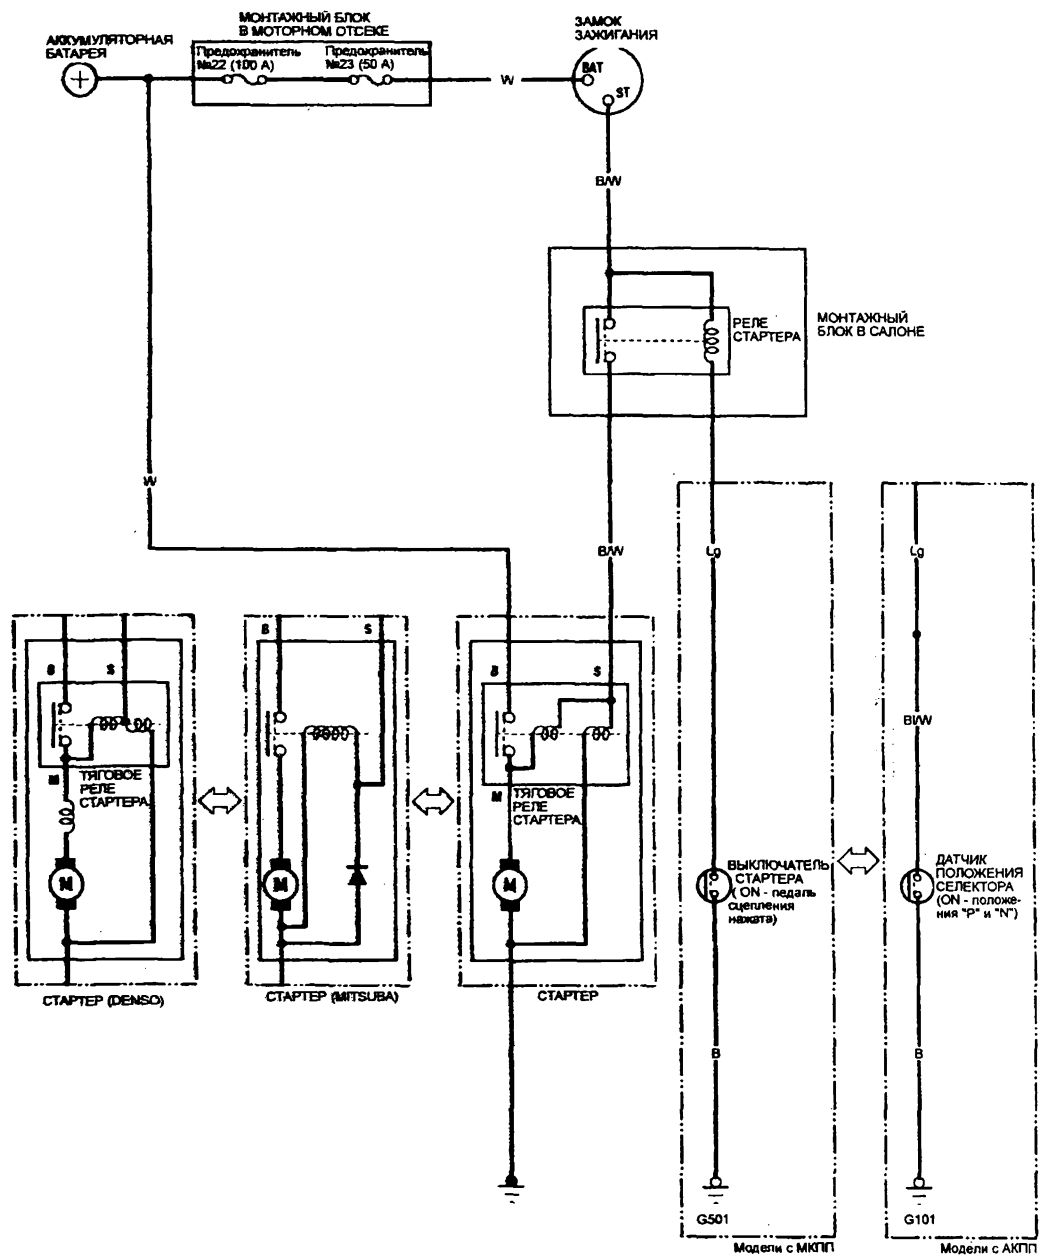 МОНТАЖНЫЙ БЛОК
В МОТОРНОМ ОТСЕКЕ
ЗАМОК
ЗАЖИГАНИЯ
АККУМУЛЯТОРНАЯ
БАТАРЕЯ
Предохранитель
№22 (100 А)
Предохранитель
№23 (50 А)
W
BAT
ST
B/W
РЕЛЕ
СТАРТЕРА
МОНТАЖНЫЙ
БЛОК В САЛОНЕ
W
B/W
Lg
Lg
B
S
B
S
B
S
Bl/W
M
ТЯГОВОЕ
РЕЛЕ
СТАРТЕРА
M
ТЯГОВОЕ
РЕЛЕ
СТАРТЕРА
M
M
M
ВЫКЛЮЧАТЕЛЬ
СТАРТЕРА
( ON - педаль
сцепления
нажата)
ДАТЧИК
ПОЛОЖЕНИЯ
СЕЛЕКТОРА
(ON - положе-
ния "P" и "N")
СТАРТЕР (DENSO)
СТАРТЕР (MITSUBA)
СТАРТЕР
B
B
G501
G101
Модели с МКПП
Модели с АКПП